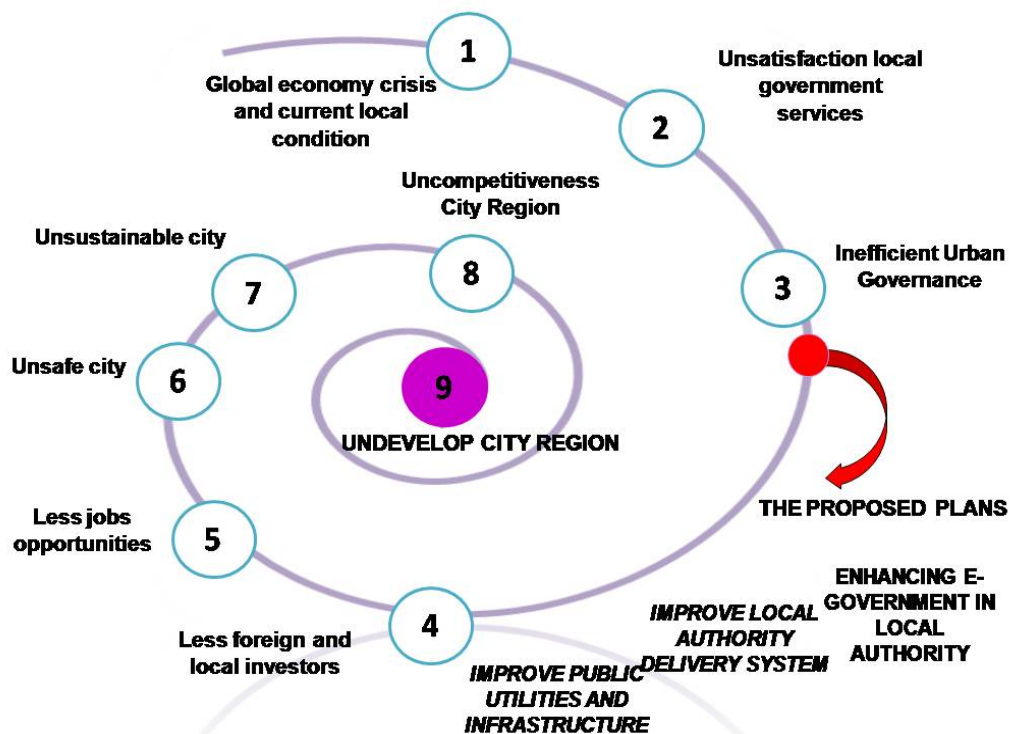 1
Global economy crisis
and current local
condition
Unsatisfaction local
government
services
2
Uncompetitiveness
City Region
Unsustainable city
Inefficient Urban
Governance
8
7
3
Unsafe city
6
9
UNDEVELOP CITY REGION
THE PROPOSED PLANS
Less jobs
opportunities
5
ENHANCING E-
GOVERNMENT IN
LOCAL
AUTHORITY
IMPROVE LOCAL
AUTHORITY
DELIVERY SYSTEM
4
Less foreign and
local investors
IMPROVE PUBLIC
UTILITIES AND
INFRASTRUCTURE